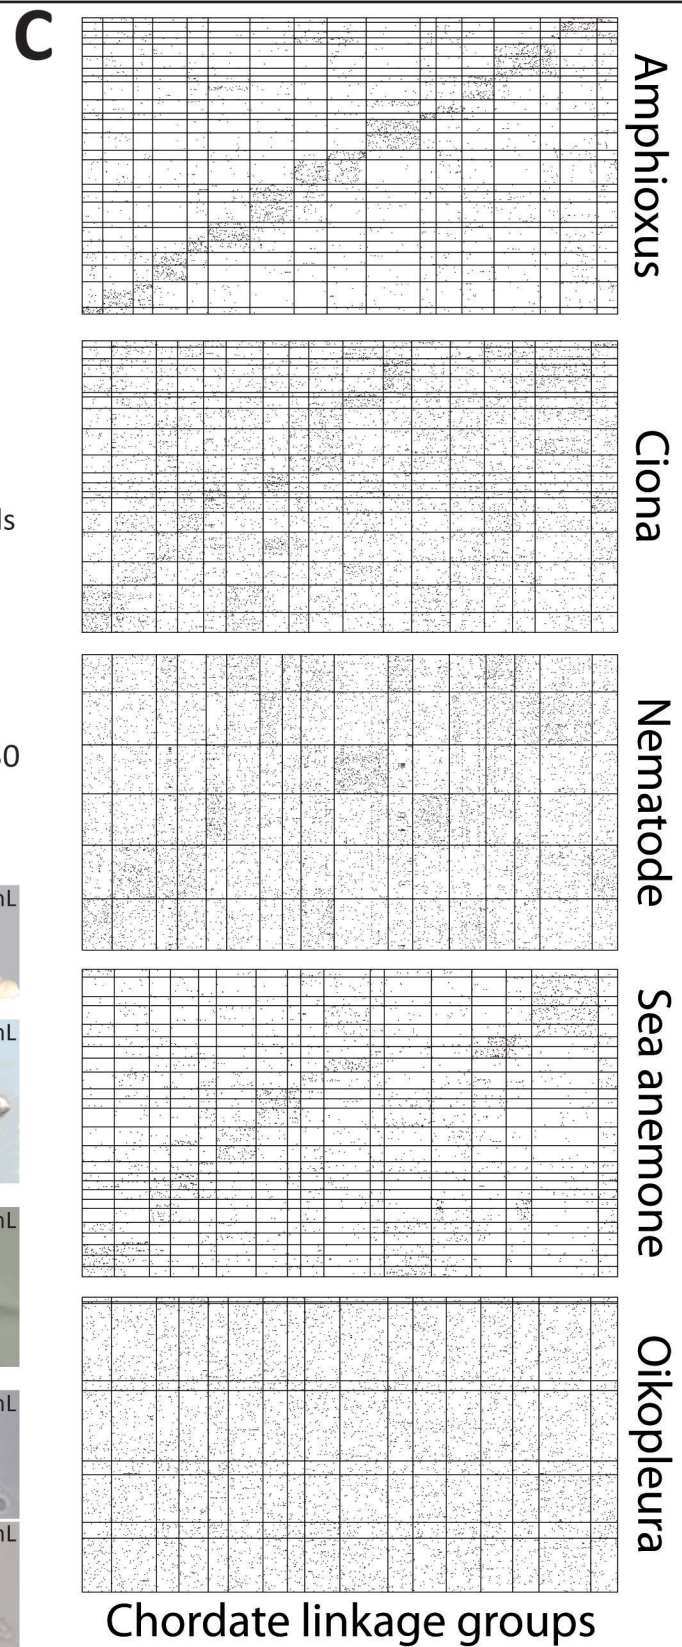 C
Amphioxus
Ciona
Nematode
Sea anemone
Oikopleura
Chordate linkage groups